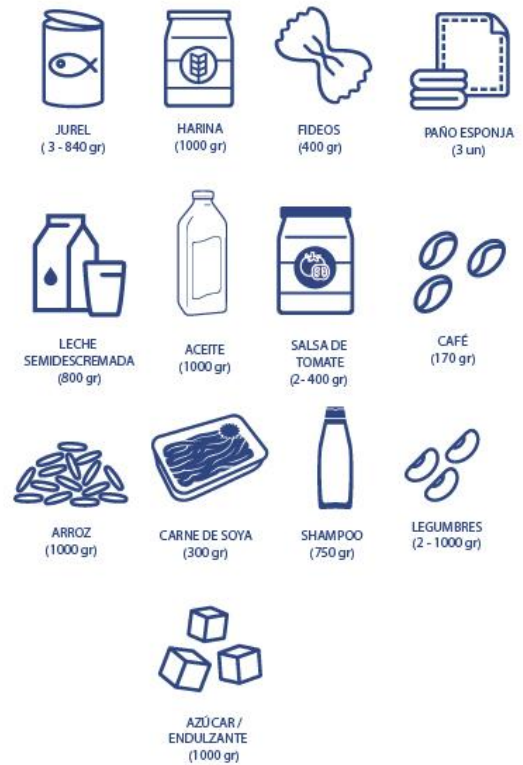 JUREL
( 3 - 840 gr)
HARINA
(1000 gr)
FIDEOS
(400 gr)
PAÑO ESPONJA
(3 un)
LECHE
SEMIDESCREMADA
(800 gr)
ACEITE
(1000 gr)
SALSA DE
TOMATE
(2- 400 gr)
CAFÉ
(170 gr)
ARROZ
(1000 gr)
CARNE DE SOYA
(300 gr)
SHAMPOO
(750 gr)
LEGUMBRES
(2 - 1000 gr)
AZÚCAR /
ENDULZANTE
(1000 gr)